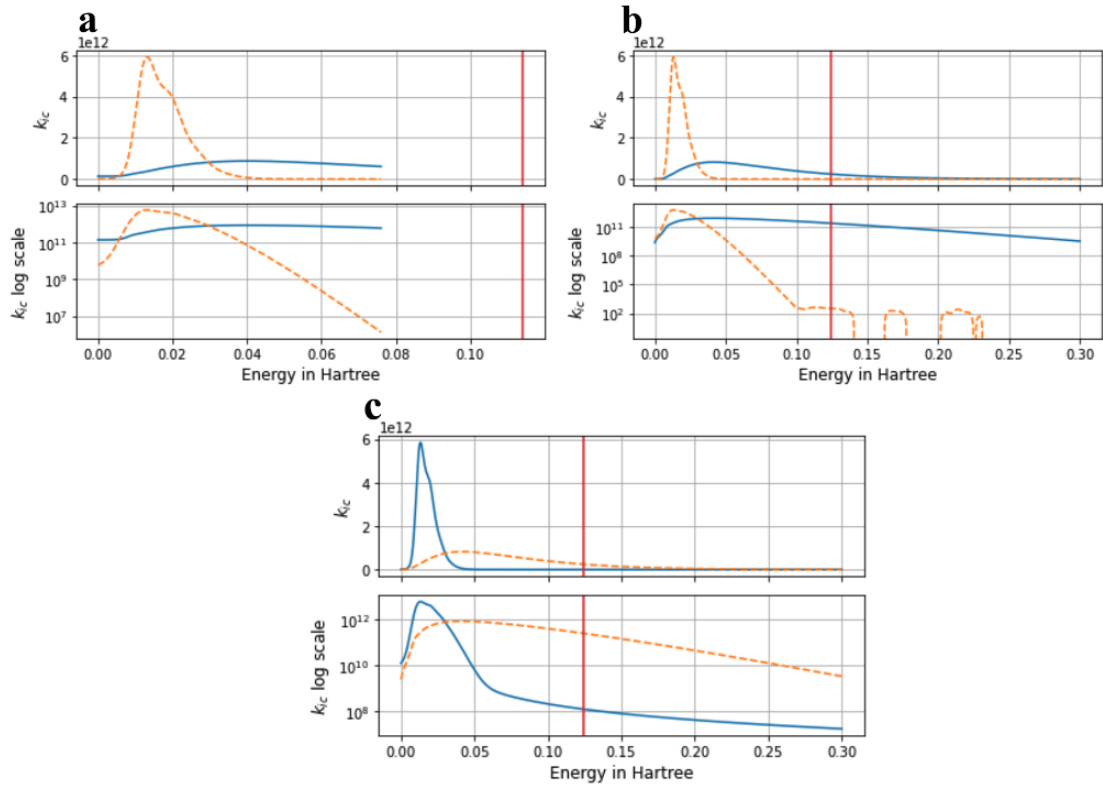 a
1e12
6
4
2
0
k_ic
10^13
10^11
10^9
10^7
k_ic log scale
0.00 0.02 0.04 0.06 0.08 0.10
Energy in Hartree
b
1e12
6
4
2
0
k_ic
10^11
10^8
10^5
10^2
k_ic log scale
0.00 0.05 0.10 0.15 0.20 0.25 0.30
Energy in Hartree
c
1e12
6
4
2
0
k_ic
10^12
10^10
10^8
k_ic log scale
0.00 0.05 0.10 0.15 0.20 0.25 0.30
Energy in Hartree